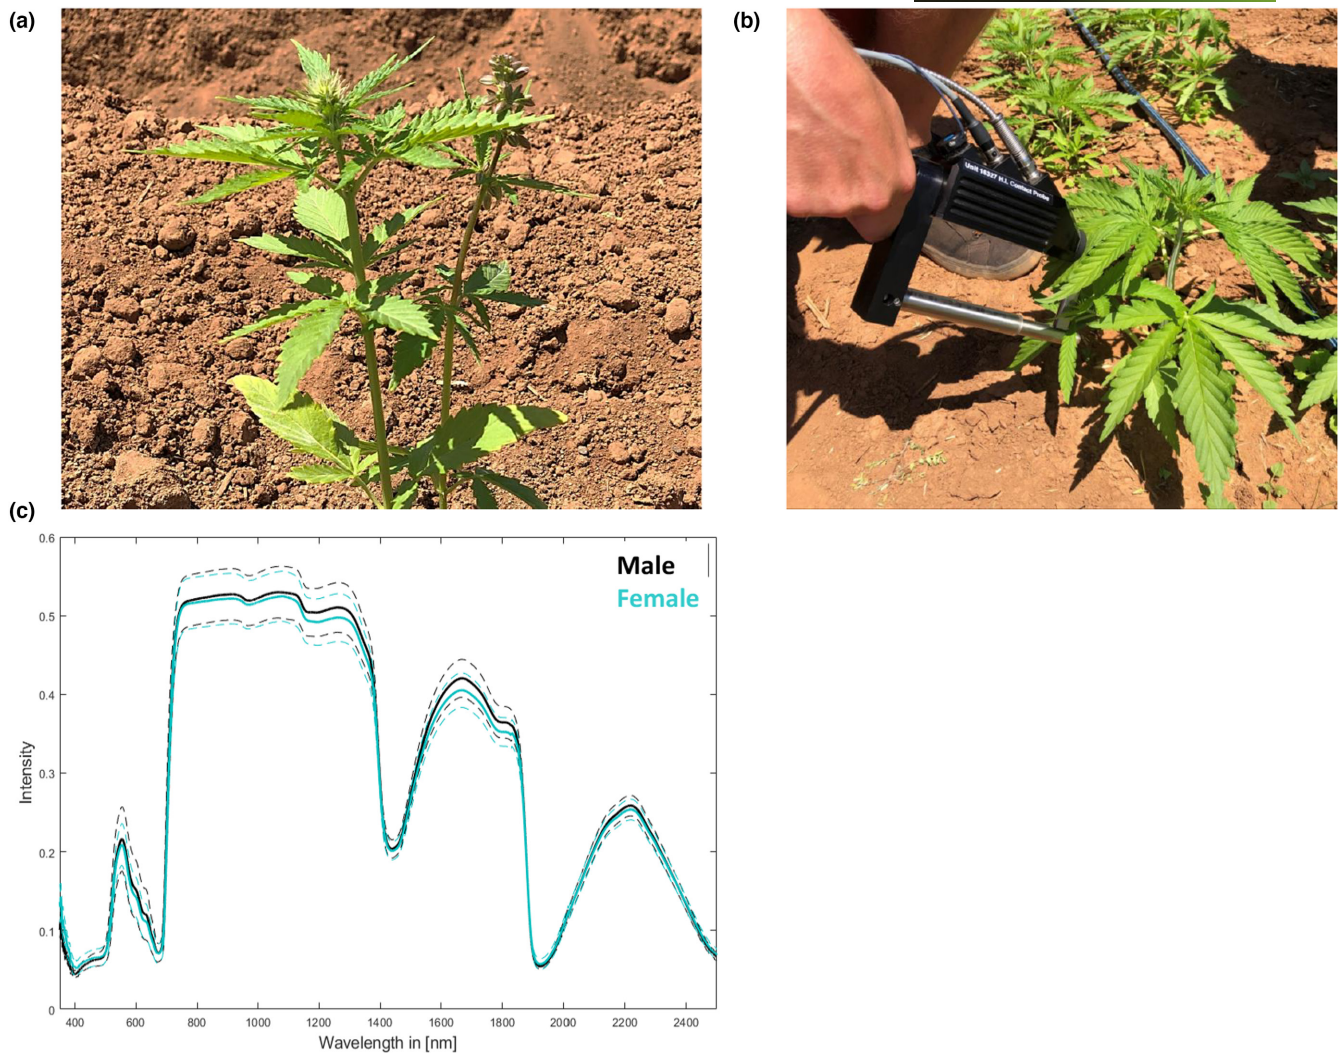 (a)
(b)
Unit 16327 H.I. Contact Probe
(c)
0.6
0.5
0.4
0.3
0.2
0.1
0
Intensity
Male
Female
400 600 800 1000 1200 1400 1600 1800 2000 2200 2400
Wavelength in [nm]